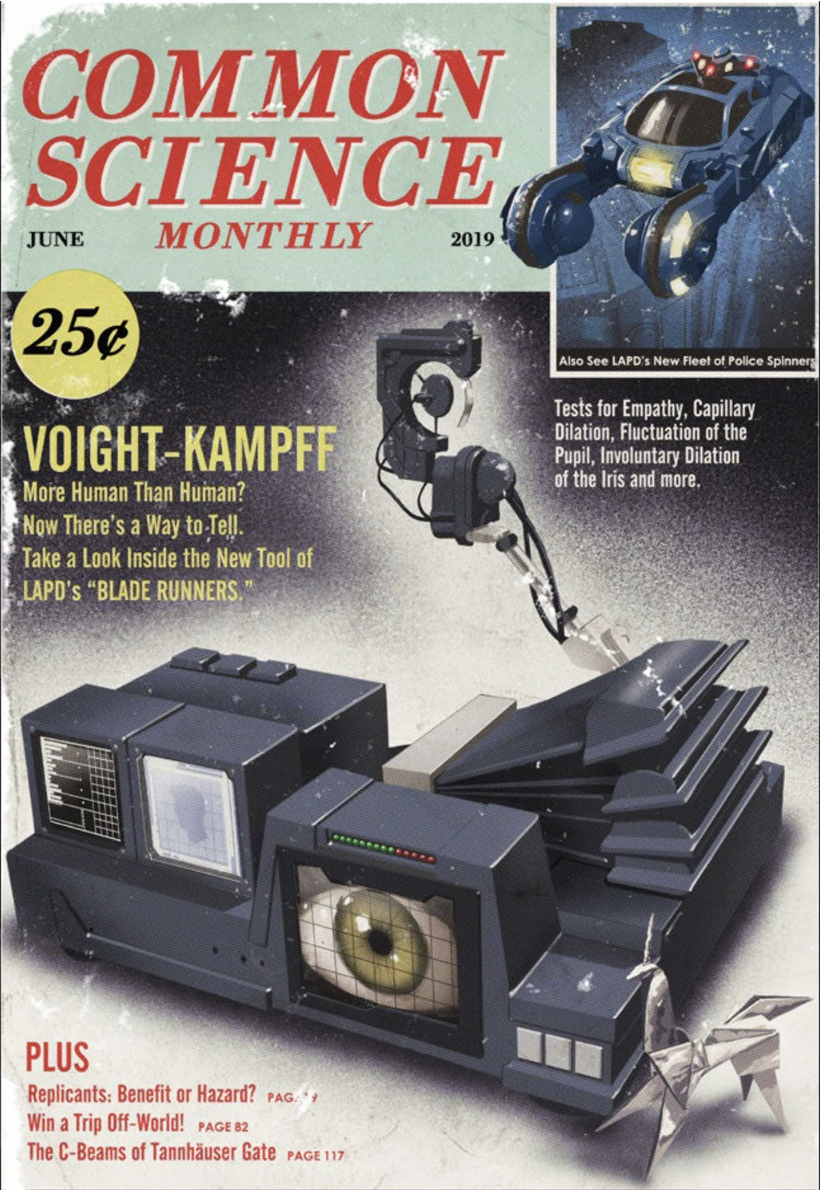 COMMON
SCIENCE
MONTHLY
JUNE
2019
25¢
Also See LAPD's New Fleet of Police Spinners
VOIGHT-KAMPFF
More Human Than Human?
Now There's a Way to Tell.
Take a Look Inside the New Tool of
LAPD's “BLADE RUNNERS.”
Tests for Empathy, Capillary
Dilation, Fluctuation of the
Pupil, Involuntary Dilation
of the Iris and more.
PLUS
Replicants: Benefit or Hazard?
Win a Trip Off-World! PAGE 82
The C-Beams of Tannhäuser Gate PAGE 117